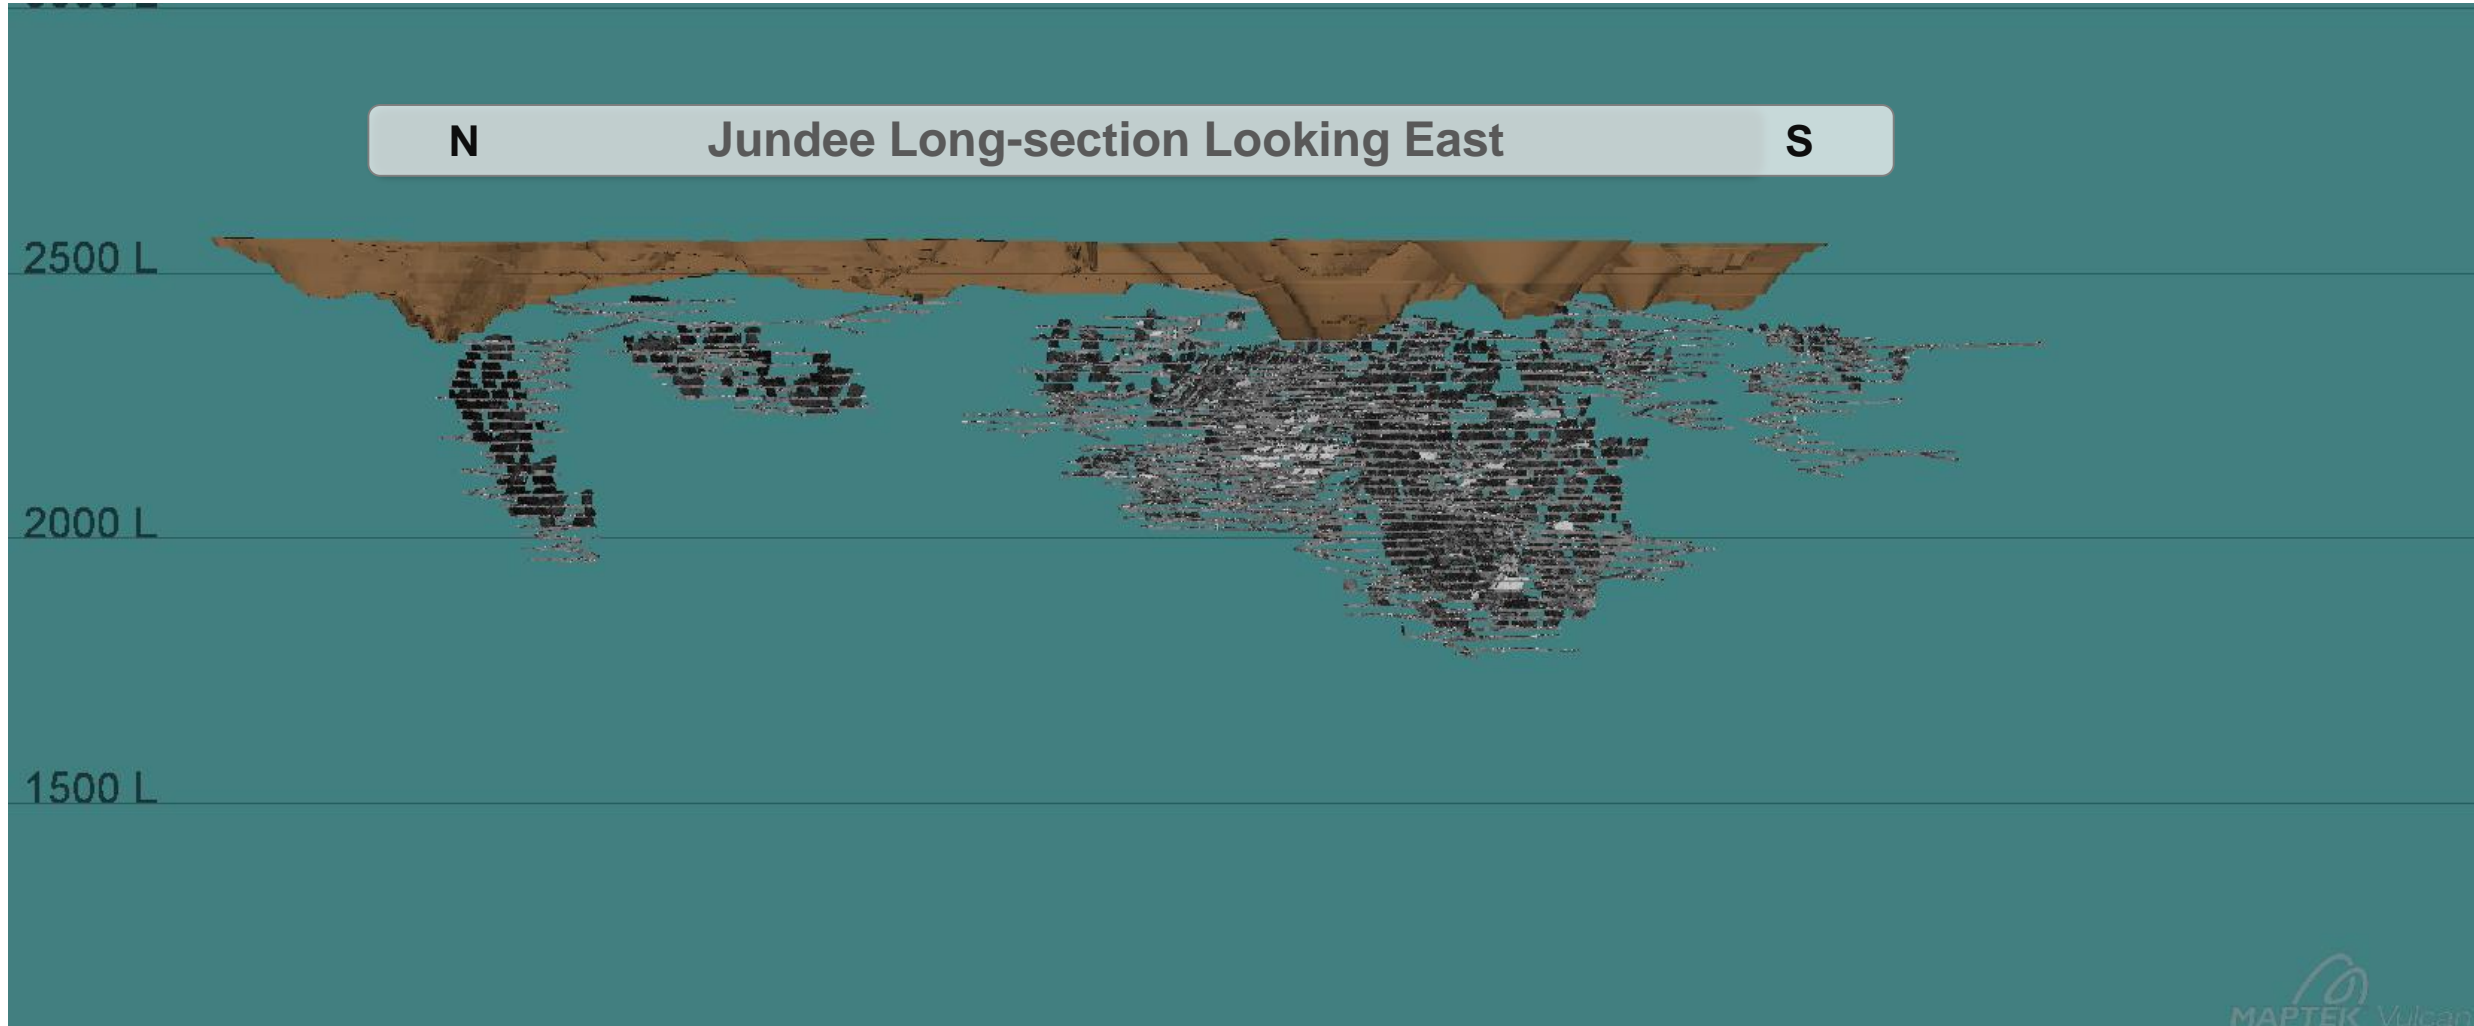 N Jundee Long-section Looking East S
2500 L
2000 L
1500 L
MAPTEK Vulcan